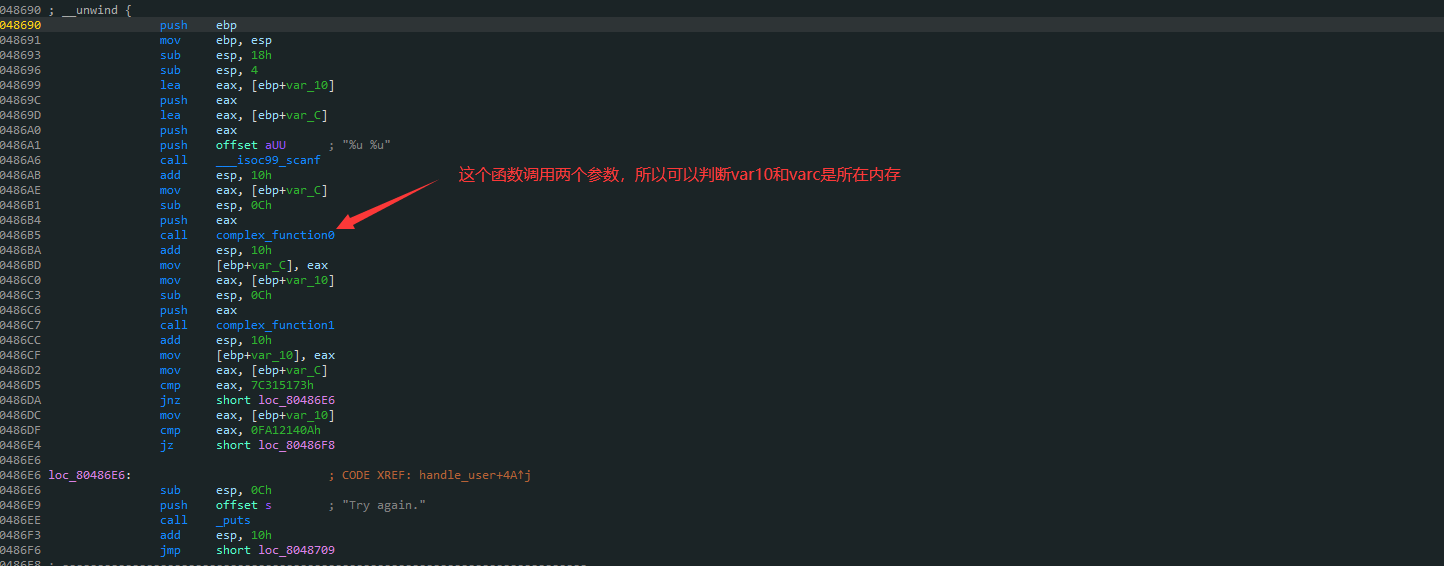 048690 ; __unwind {
048690 push ebp
048691 mov ebp, esp
048693 sub esp, 18h
048696 sub esp, 4
048699 lea eax, [ebp+var_10]
04869C push eax
04869D lea eax, [ebp+var_C]
0486A0 push eax
0486A1 push offset aUU ; "%u %u"
0486A6 call ___isoc99_scanf
0486AB add esp, 10h
0486AE mov eax, [ebp+var_C]
这个函数调用两个参数，所以可以判断var10和varc是所在内存
0486B1 sub esp, 0Ch
0486B4 push eax
0486B5 call complex_function0
0486BA add esp, 10h
0486BD mov [ebp+var_C], eax
0486C0 mov eax, [ebp+var_10]
0486C3 sub esp, 0Ch
0486C6 push eax
0486C7 call complex_function1
0486CC add esp, 10h
0486CF mov [ebp+var_10], eax
0486D2 mov eax, [ebp+var_C]
0486D5 cmp eax, 7C315173h
0486DA jnz short loc_80486E6
0486DC mov eax, [ebp+var_10]
0486DF cmp eax, 0FA12140Ah
0486E4 jz short loc_80486F8
0486E6
0486E6 loc_80486E6: ; CODE XREF: handle_user+4A↑j
0486E6 sub esp, 0Ch
0486E9 push offset s ; "Try again."
0486EE call _puts
0486F3 add esp, 10h
0486F6 jmp short loc_8048709
0486F8 ; ---------------------------------------------------------------------------